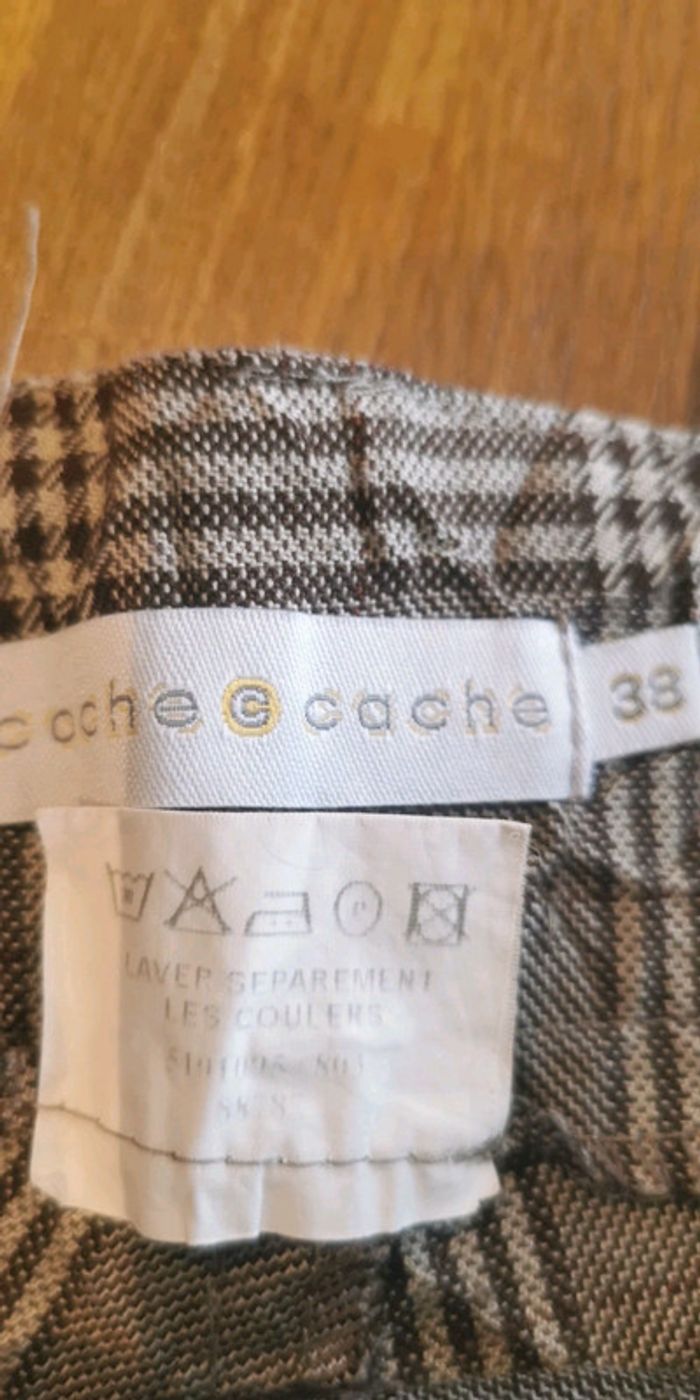 cache c cache 38
LAVER SEPAREMENT
LES COULERS